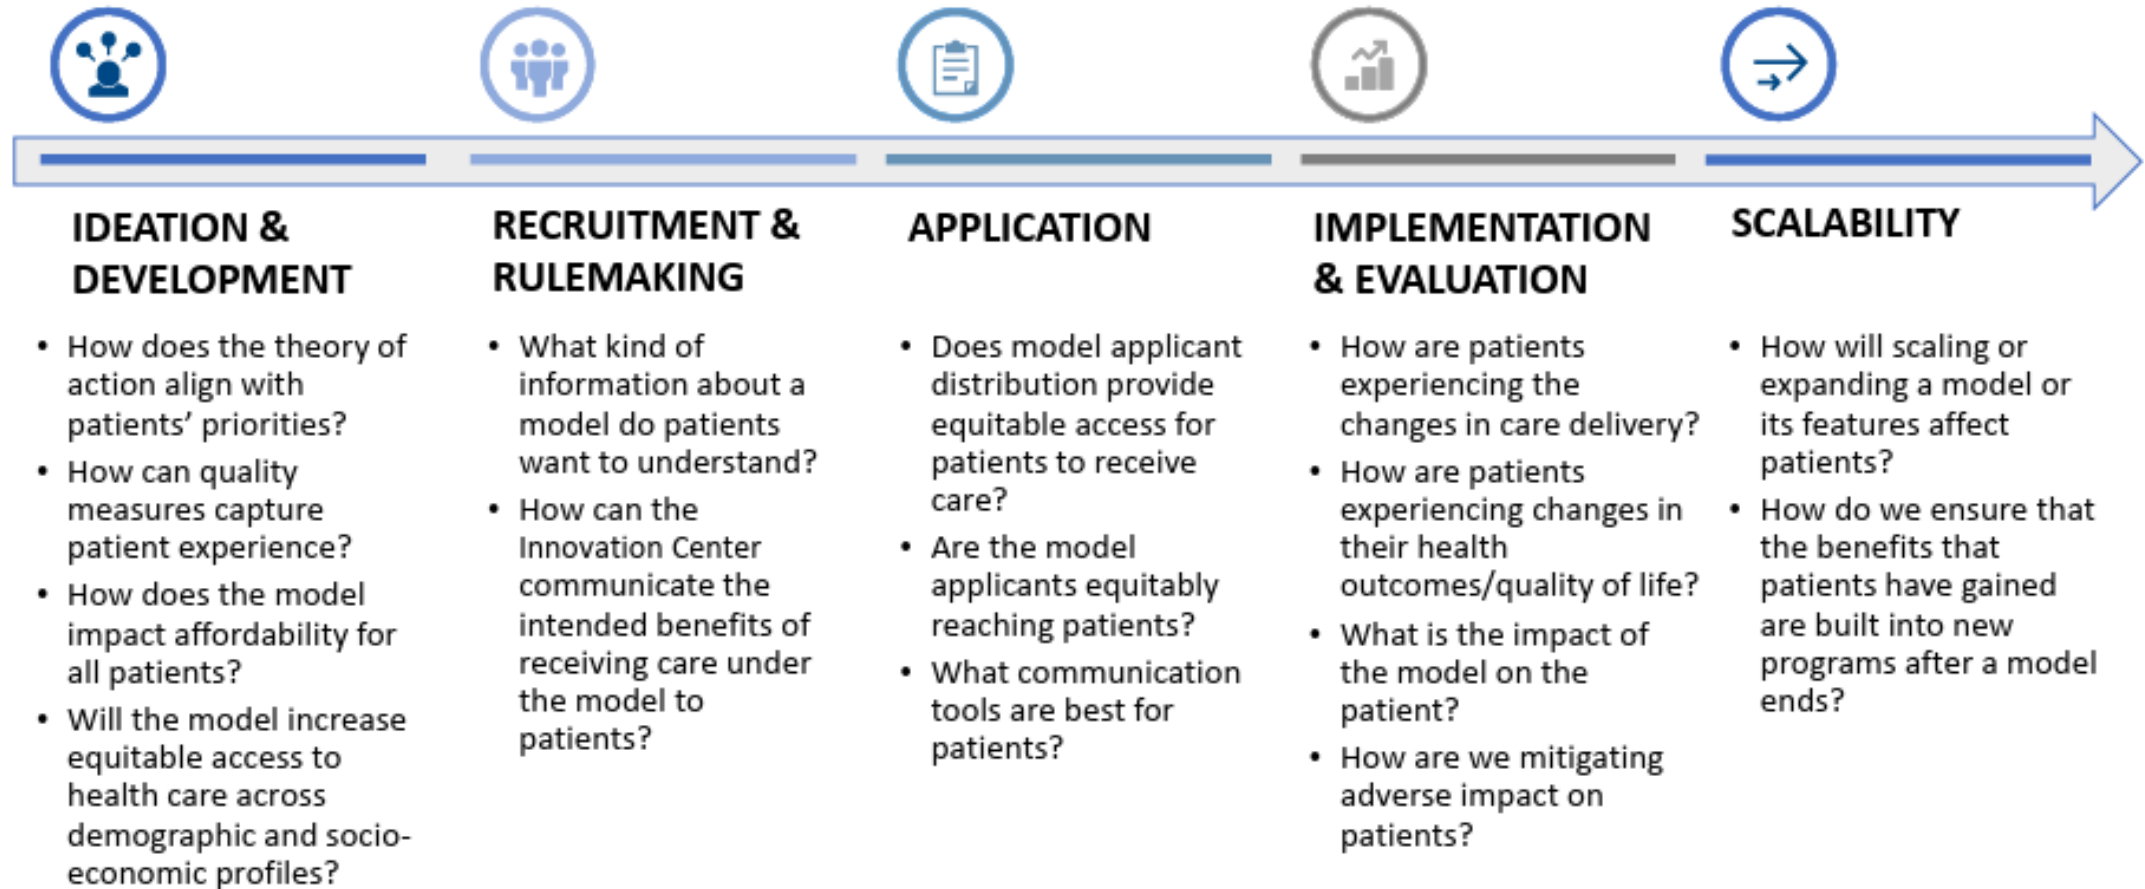 IDEATION &
DEVELOPMENT
• How does the theory of
action align with
patients’ priorities?
• How can quality
measures capture
patient experience?
• How does the model
impact affordability for
all patients?
• Will the model increase
equitable access to
health care across
demographic and socio-
economic profiles?
RECRUITMENT &
RULEMAKING
• What kind of
information about a
model do patients
want to understand?
• How can the
Innovation Center
communicate the
intended benefits of
receiving care under
the model to
patients?
APPLICATION
• Does model applicant
distribution provide
equitable access for
patients to receive
care?
• Are the model
applicants equitably
reaching patients?
• What communication
tools are best for
patients?
IMPLEMENTATION
& EVALUATION
• How are patients
experiencing the
changes in care delivery?
• How are patients
experiencing changes in
their health
outcomes/quality of life?
• What is the impact of
the model on the
patient?
• How are we mitigating
adverse impact on
patients?
SCALABILITY
• How will scaling or
expanding a model or
its features affect
patients?
• How do we ensure that
the benefits that
patients have gained
are built into new
programs after a model
ends?